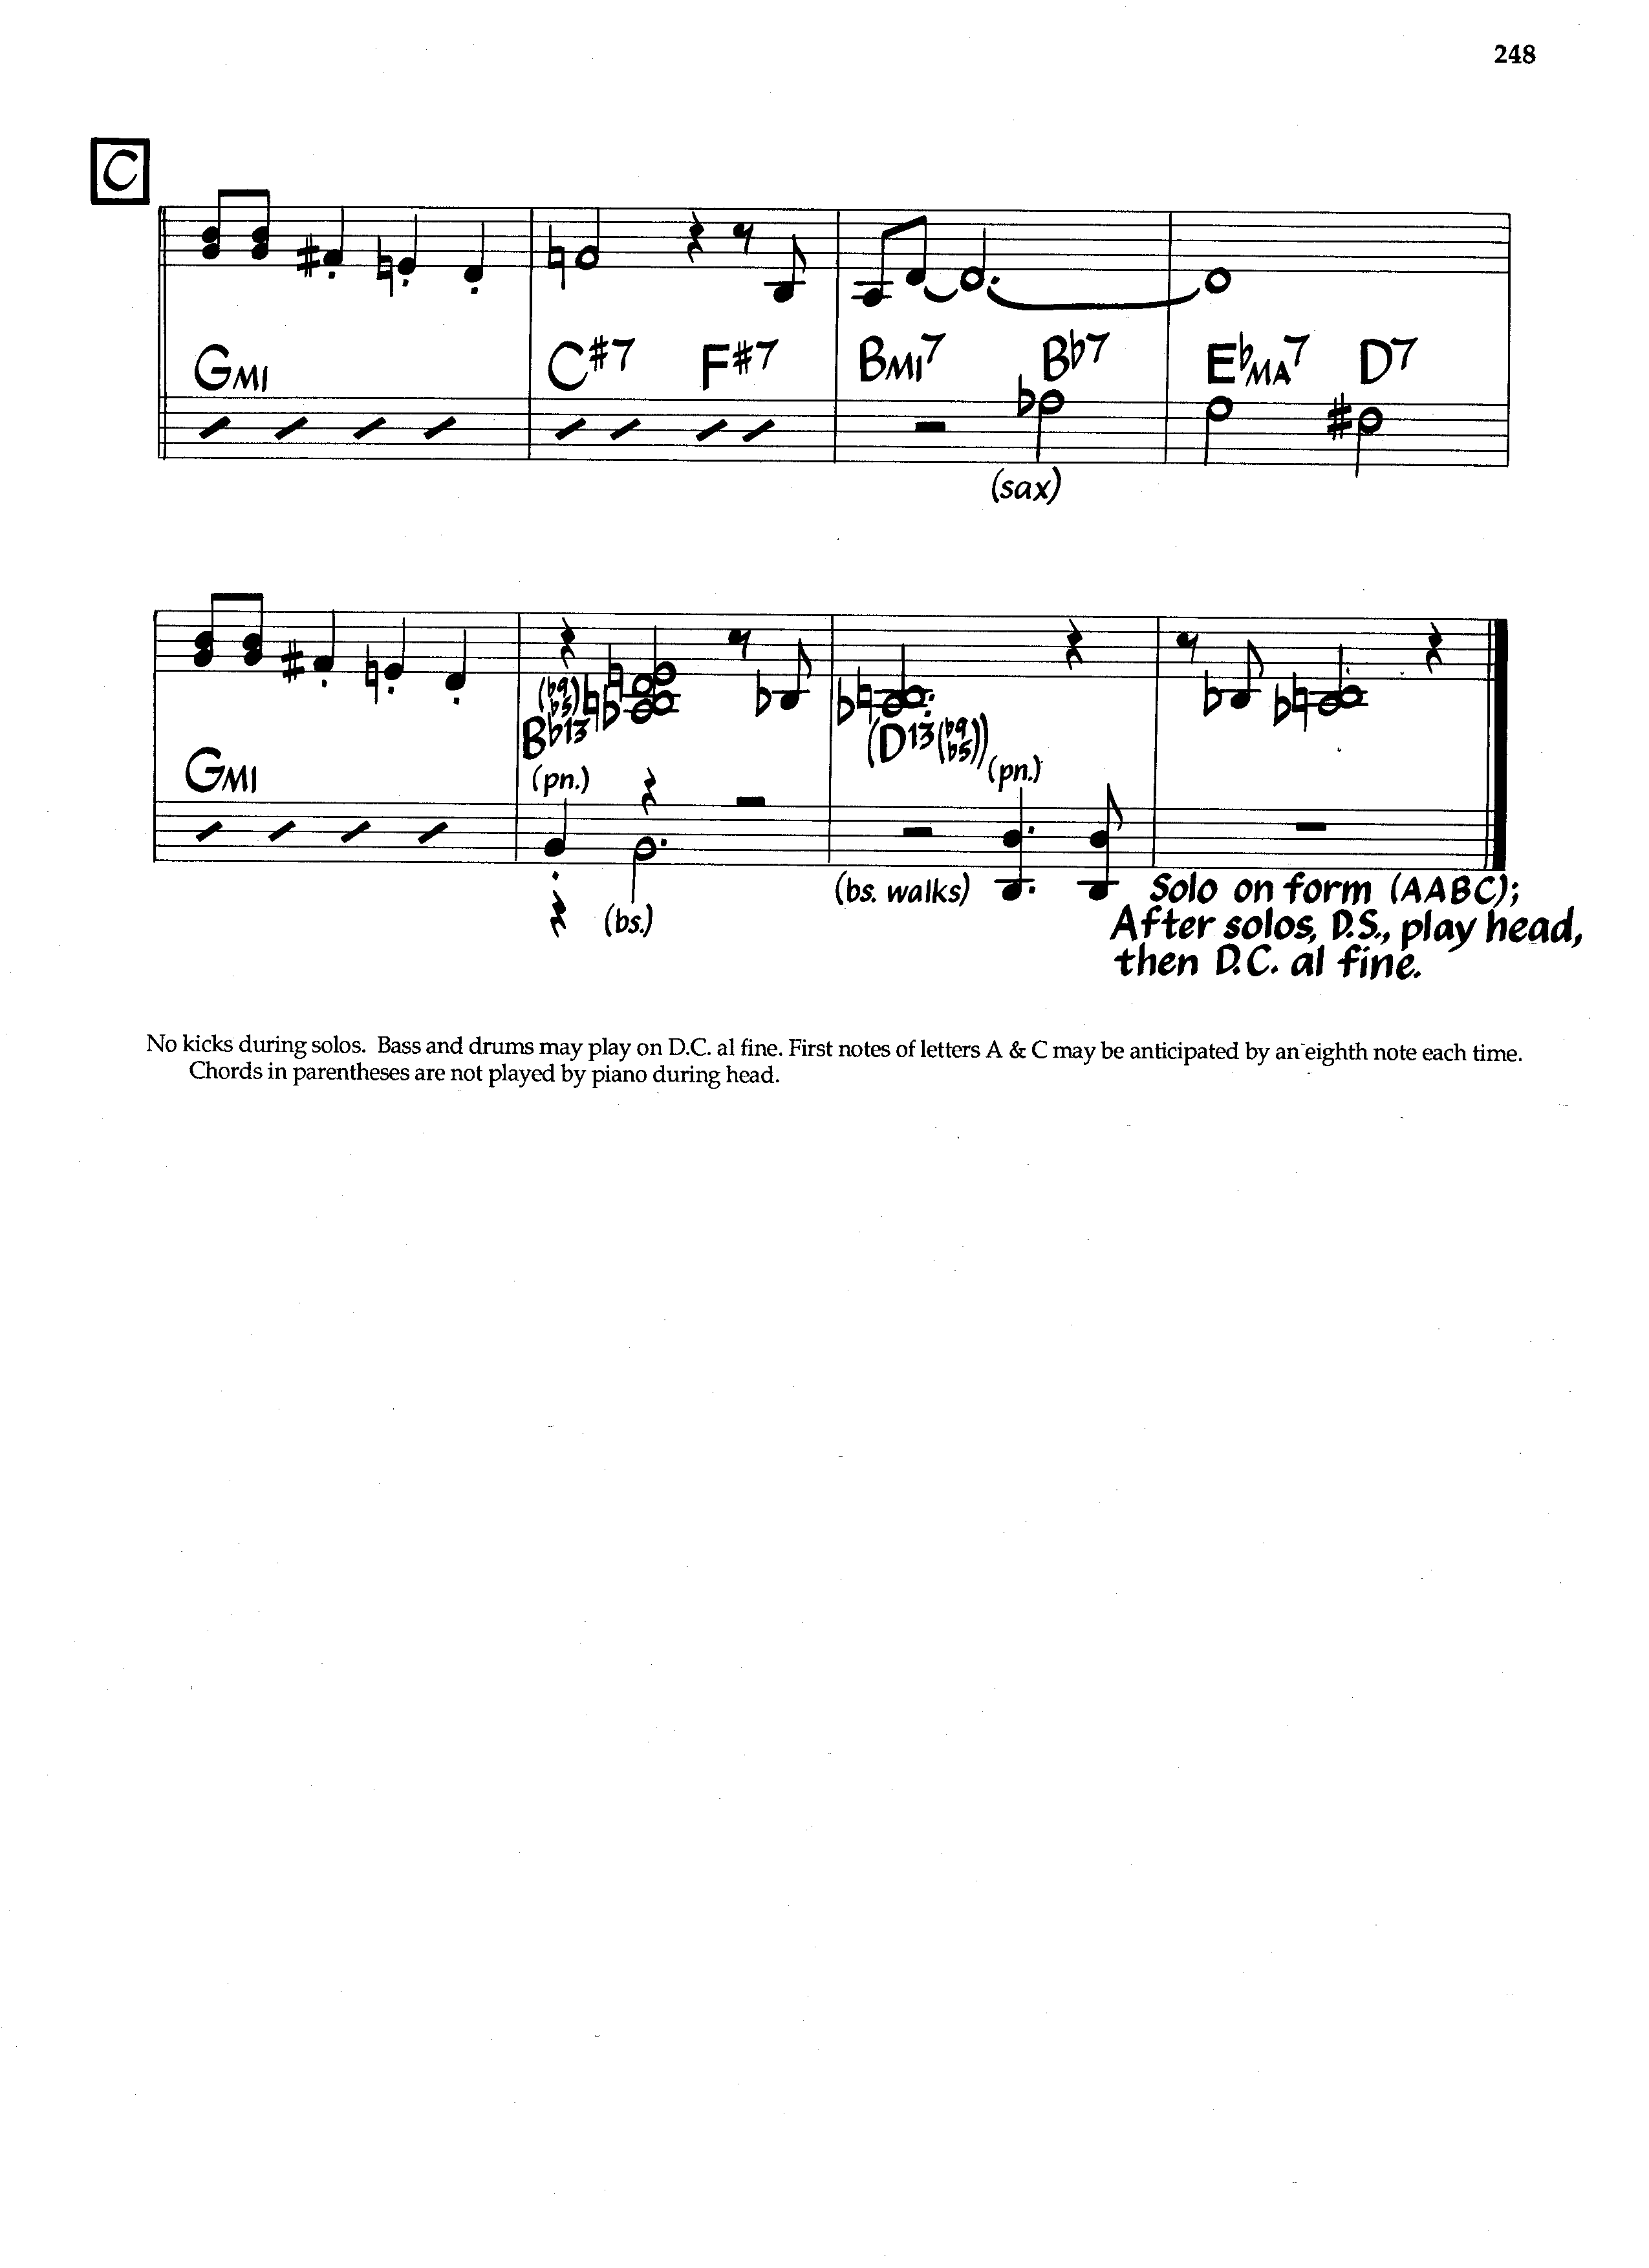 248
C
GMI C#7 F#7 BMI7 Bb7 EbMA7 D7
(sax)
(b9
b5)
GMI Bb13 (D13(b9
b5))
(pn.) (pn.)
(bs.) (bs. walks) Solo on form (AABC);
After solos, D.S., play head,
then D.C. al fine.
No kicks during solos. Bass and drums may play on D.C. al fine. First notes of letters A & C may be anticipated by an eighth note each time.
Chords in parentheses are not played by piano during head.